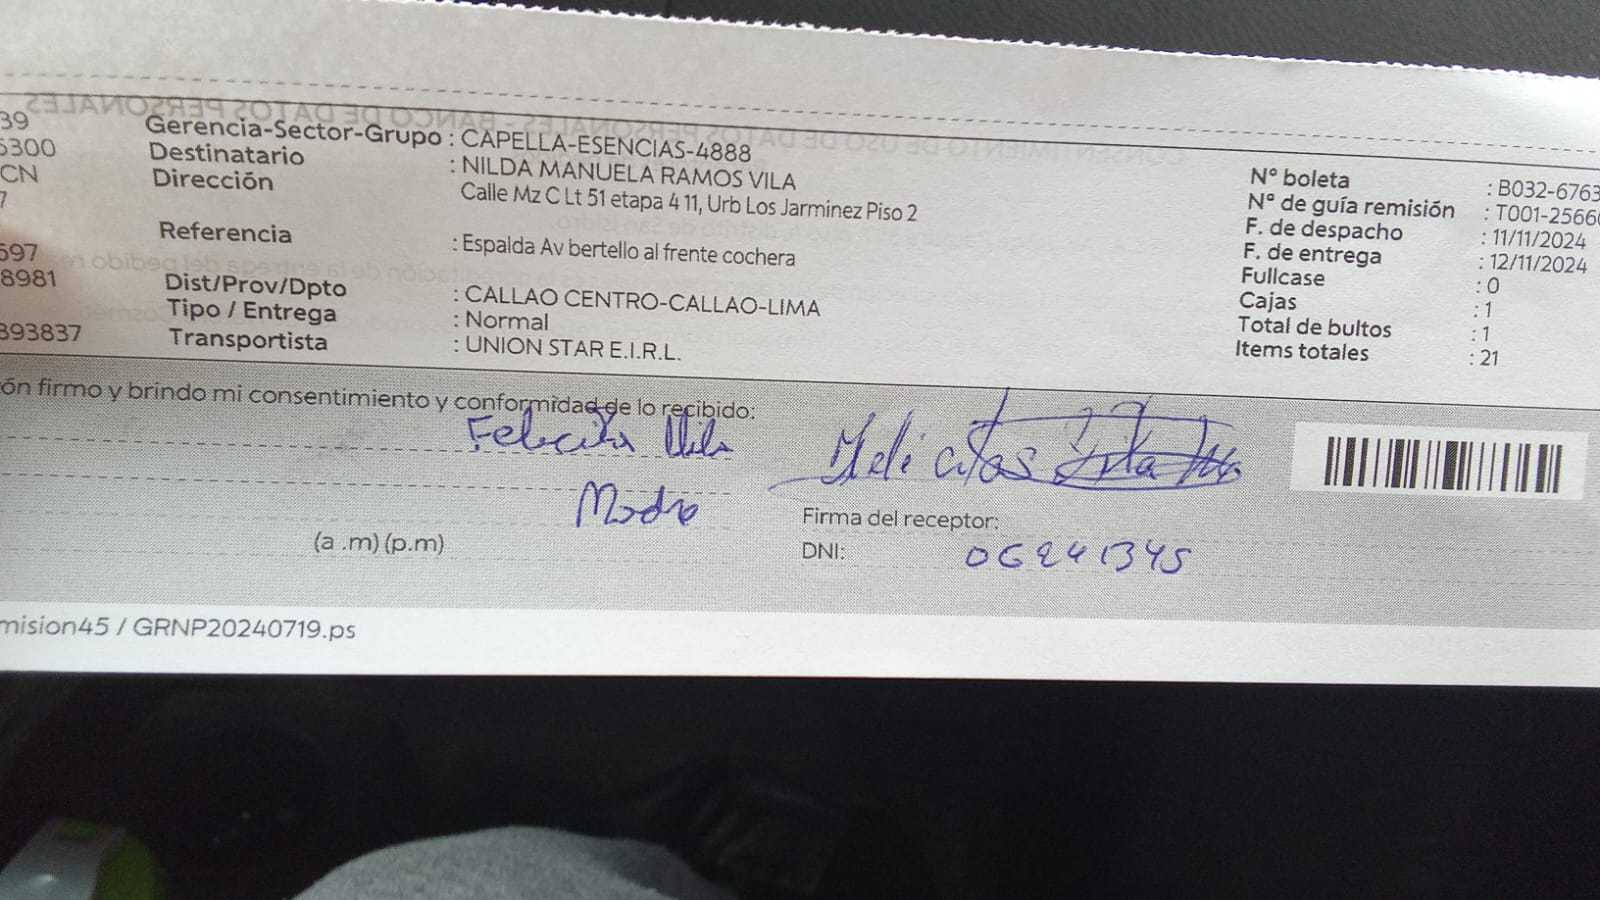 39
Gerencia-Sector-Grupo : CAPELLA-ESENCIAS-4888
5300
Destinatario : NILDA MANUELA RAMOS VILA
CN
Dirección Calle Mz C Lt 51 etapa 4 11, Urb Los Jarminez Piso 2
7
Referencia : Espalda Av bertello al frente cochera
597
8981
Dist/Prov/Dpto : CALLAO CENTRO-CALLAO-LIMA
Tipo / Entrega : Normal
393837
Transportista : UNION STAR E.I.R.L.
N° boleta : B032-6763
N° de guía remisión : T001-2566
F. de despacho : 11/11/2024
F. de entrega : 12/11/2024
Fullcase : 0
Cajas : 1
Total de bultos : 1
Items totales : 21
ón firmo y brindo mi consentimiento y conformidad de lo recibido:
Felicita Vila
Madre
(a .m) (p.m)
Firma del receptor:
DNI: 06241345
mision45 / GRNP20240719.ps